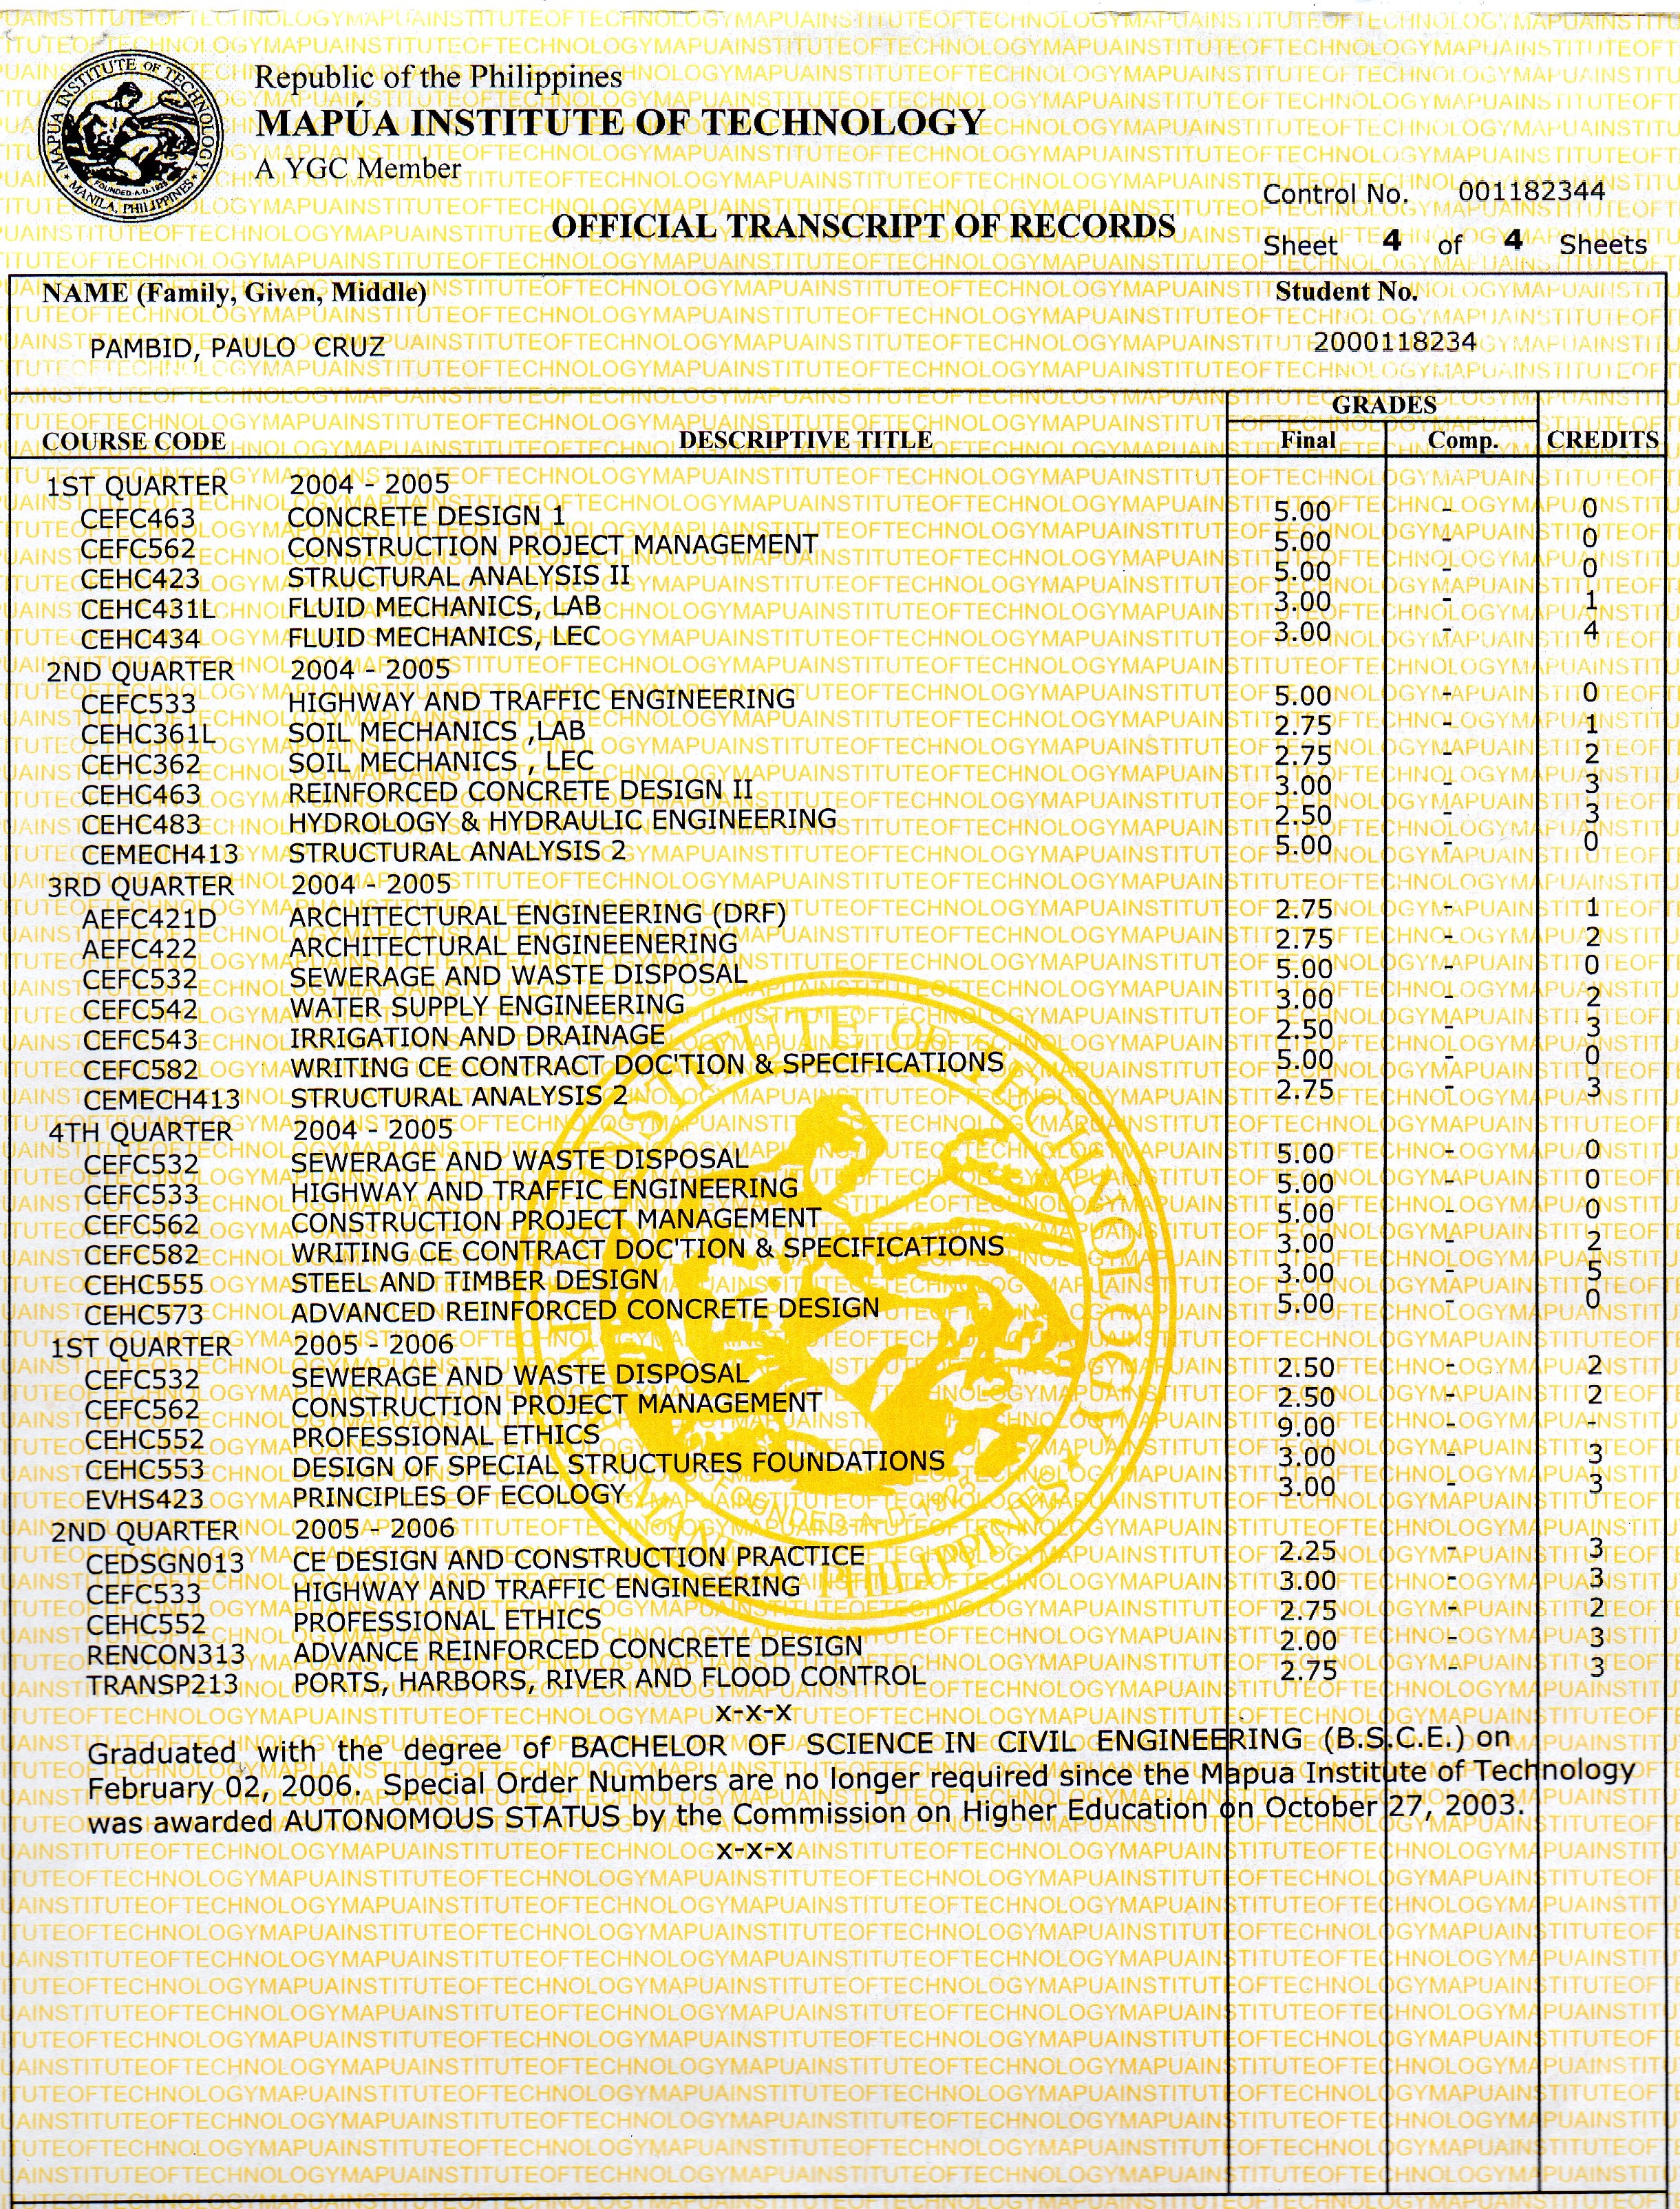 Republic of the Philippines
MAPÚA INSTITUTE OF TECHNOLOGY
A YGC Member
MAPUA INSTITUTE OF TECHNOLOGY
FOUNDED-A-D-1925
MANILA, PHILIPPINES
OFFICIAL TRANSCRIPT OF RECORDS
Control No. 001182344
Sheet 4 of 4 Sheets
NAME (Family, Given, Middle) Student No.
PAMBID, PAULO CRUZ 2000118234
GRADES
COURSE CODE DESCRIPTIVE TITLE Final Comp. CREDITS
1ST QUARTER 2004 - 2005
CEFC463 CONCRETE DESIGN 1 5.00 - 0
CEFC562 CONSTRUCTION PROJECT MANAGEMENT 5.00 - 0
CEHC423 STRUCTURAL ANALYSIS II 5.00 - 0
CEHC431L FLUID MECHANICS, LAB 3.00 - 1
CEHC434 FLUID MECHANICS, LEC 3.00 - 4
2ND QUARTER 2004 - 2005
CEFC533 HIGHWAY AND TRAFFIC ENGINEERING 5.00 - 0
CEHC361L SOIL MECHANICS ,LAB 2.75 - 1
CEHC362 SOIL MECHANICS , LEC 2.75 - 2
CEHC463 REINFORCED CONCRETE DESIGN II 3.00 - 3
CEHC483 HYDROLOGY & HYDRAULIC ENGINEERING 2.50 - 3
CEMECH413 STRUCTURAL ANALYSIS 2 5.00 - 0
3RD QUARTER 2004 - 2005
AEFC421D ARCHITECTURAL ENGINEERING (DRF) 2.75 - 1
AEFC422 ARCHITECTURAL ENGINEENERING 2.75 - 2
CEFC532 SEWERAGE AND WASTE DISPOSAL 5.00 - 0
CEFC542 WATER SUPPLY ENGINEERING 3.00 - 2
CEFC543 IRRIGATION AND DRAINAGE 2.50 - 3
CEFC582 WRITING CE CONTRACT DOC'TION & SPECIFICATIONS 5.00 - 0
CEMECH413 STRUCTURAL ANALYSIS 2 2.75 - 3
4TH QUARTER 2004 - 2005
CEFC532 SEWERAGE AND WASTE DISPOSAL 5.00 - 0
CEFC533 HIGHWAY AND TRAFFIC ENGINEERING 5.00 - 0
CEFC562 CONSTRUCTION PROJECT MANAGEMENT 5.00 - 0
CEFC582 WRITING CE CONTRACT DOC'TION & SPECIFICATIONS 3.00 - 2
CEHC555 STEEL AND TIMBER DESIGN 3.00 - 5
CEHC573 ADVANCED REINFORCED CONCRETE DESIGN 5.00 - 0
1ST QUARTER 2005 - 2006
CEFC532 SEWERAGE AND WASTE DISPOSAL 2.50 - 2
CEFC562 CONSTRUCTION PROJECT MANAGEMENT 2.50 - 2
CEHC552 PROFESSIONAL ETHICS 9.00 - -
CEHC553 DESIGN OF SPECIAL STRUCTURES FOUNDATIONS 3.00 - 3
EVHS423 PRINCIPLES OF ECOLOGY 3.00 - 3
2ND QUARTER 2005 - 2006
CEDSGN013 CE DESIGN AND CONSTRUCTION PRACTICE 2.25 - 3
CEFC533 HIGHWAY AND TRAFFIC ENGINEERING 3.00 - 3
CEHC552 PROFESSIONAL ETHICS 2.75 - 2
RENCON313 ADVANCE REINFORCED CONCRETE DESIGN 2.00 - 3
TRANSP213 PORTS, HARBORS, RIVER AND FLOOD CONTROL 2.75 - 3
x-x-x
Graduated with the degree of BACHELOR OF SCIENCE IN CIVIL ENGINEERING (B.S.C.E.) on
February 02, 2006. Special Order Numbers are no longer required since the Mapua Institute of Technology
was awarded AUTONOMOUS STATUS by the Commission on Higher Education on October 27, 2003.
x-x-x